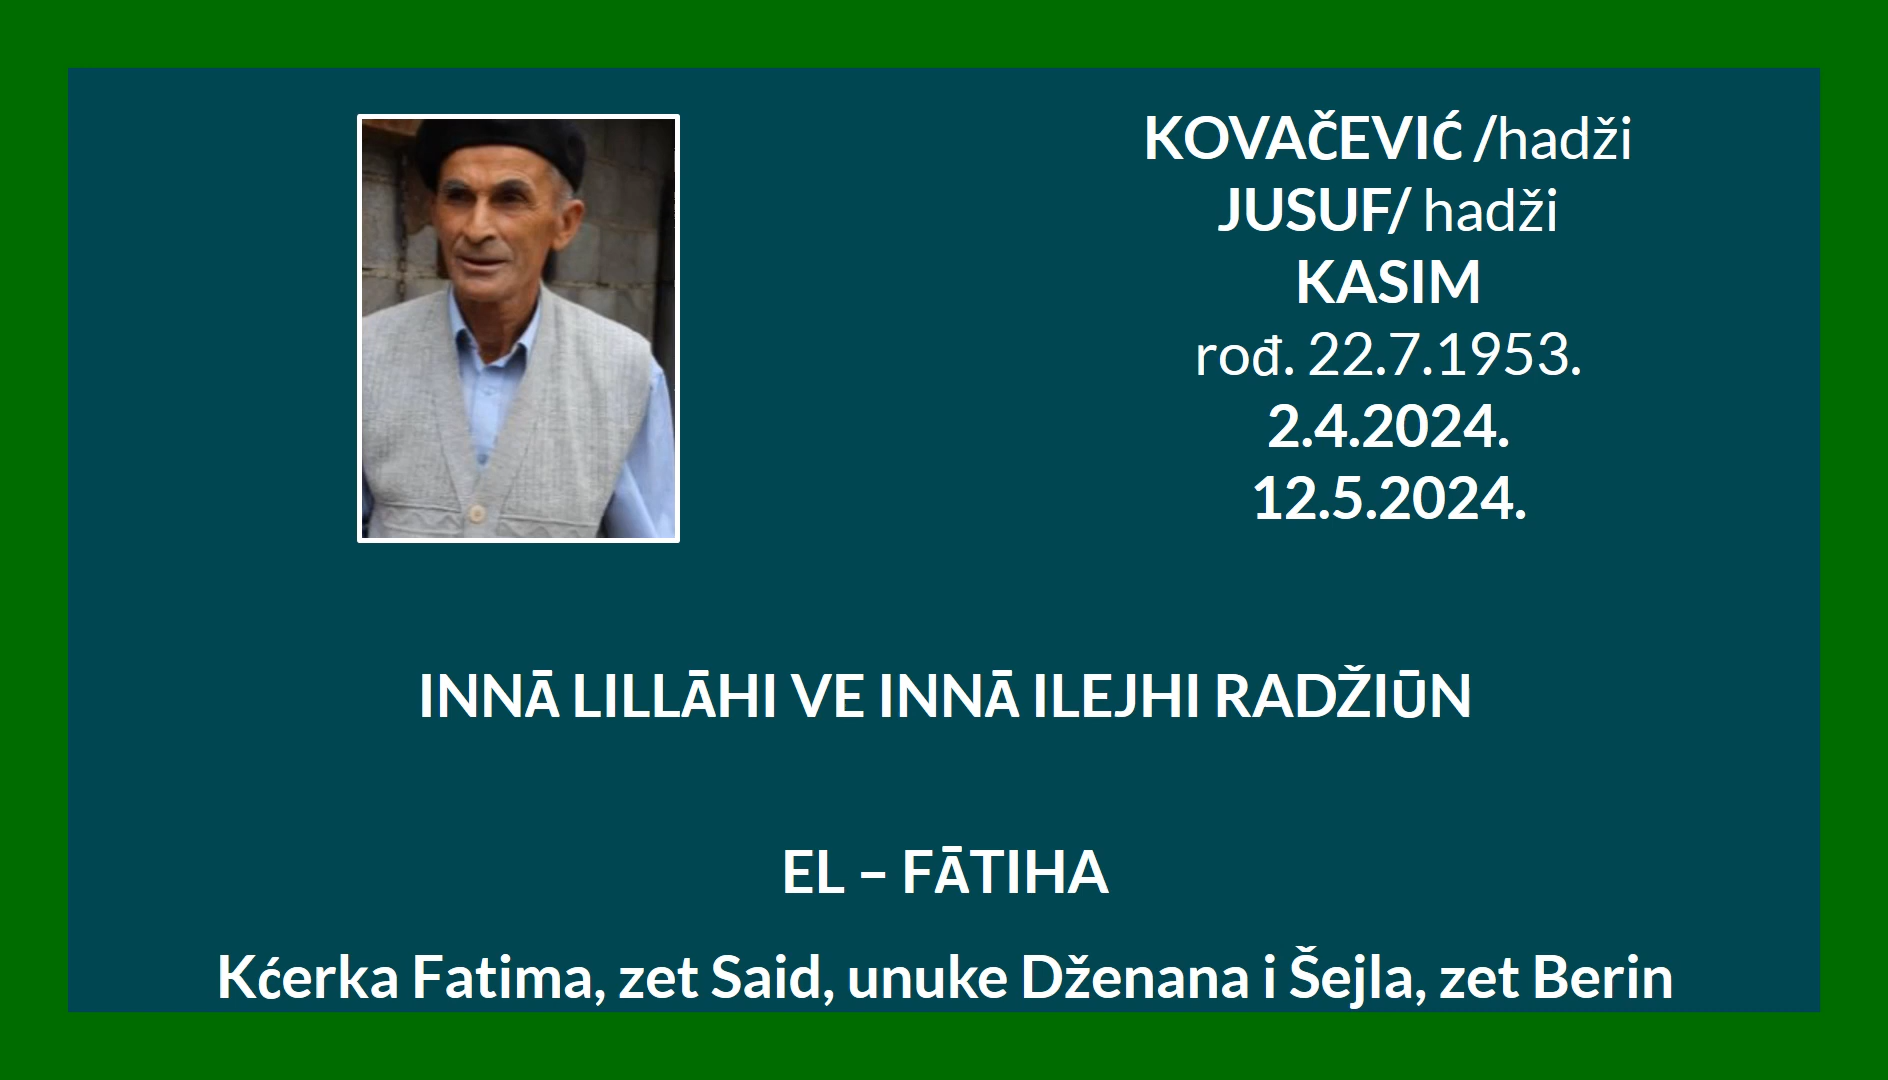 KOVAČEVIĆ /hadži
JUSUF/ hadži
KASIM
rođ. 22.7.1953.
2.4.2024.
12.5.2024.
INNĀ LILLĀHI VE INNĀ ILEJHI RADŽIŪN
EL – FĀTIHA
Kćerka Fatima, zet Said, unuke Dženana i Šejla, zet Berin